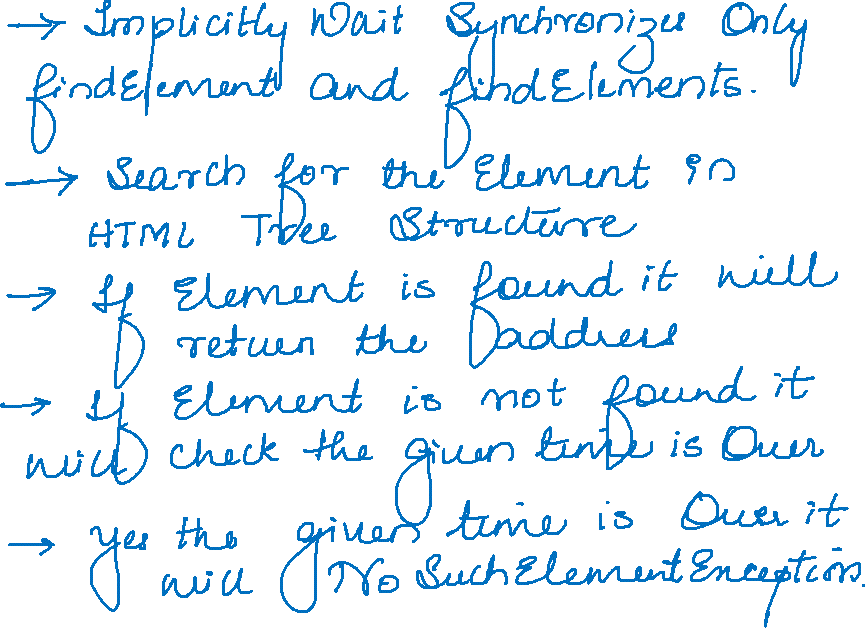 → Implicitly Wait Synchronizes Only
findElement and findElements.
→ Search for the Element in
HTML Tree Structure
→ If Element is found it will
return the address
→ If Element is not found it
will check the given time is Over
→ Yes the given time is Over it
will No Such Element Exception.